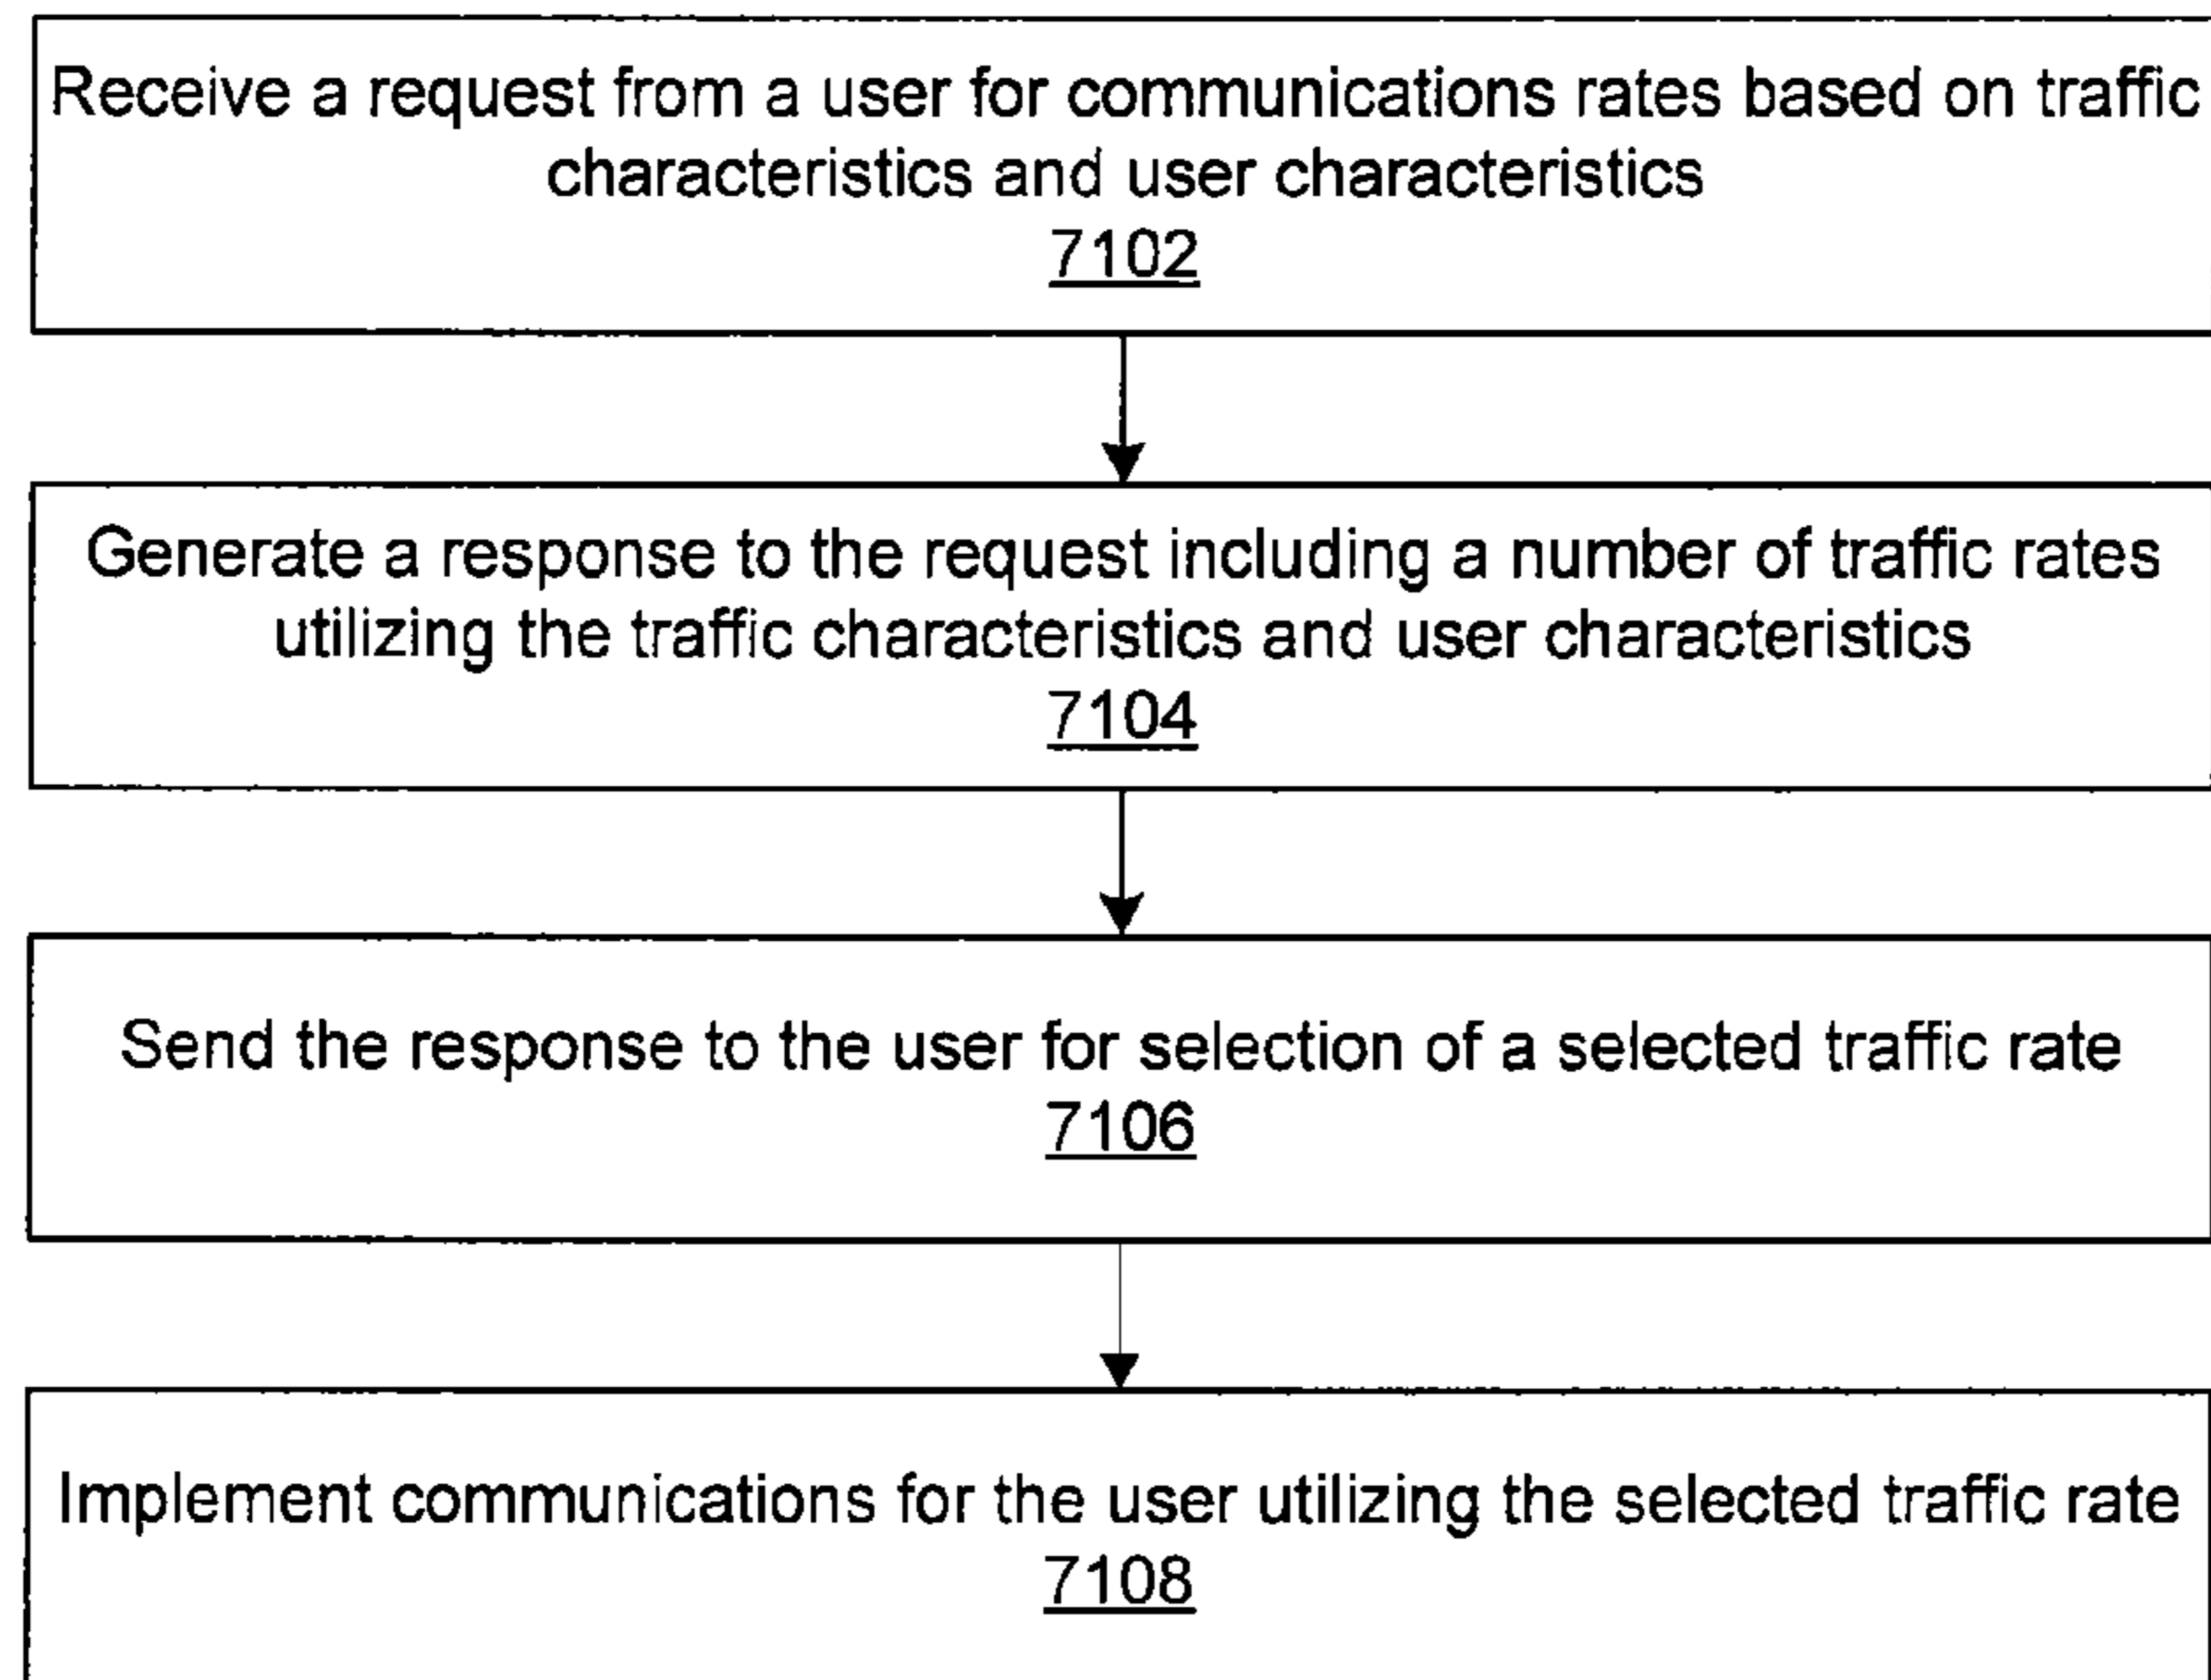 Receive a request from a user for communications rates based on traffic
characteristics and user characteristics
7102
Generate a response to the request including a number of traffic rates
utilizing the traffic characteristics and user characteristics
7104
Send the response to the user for selection of a selected traffic rate
7106
Implement communications for the user utilizing the selected traffic rate
7108